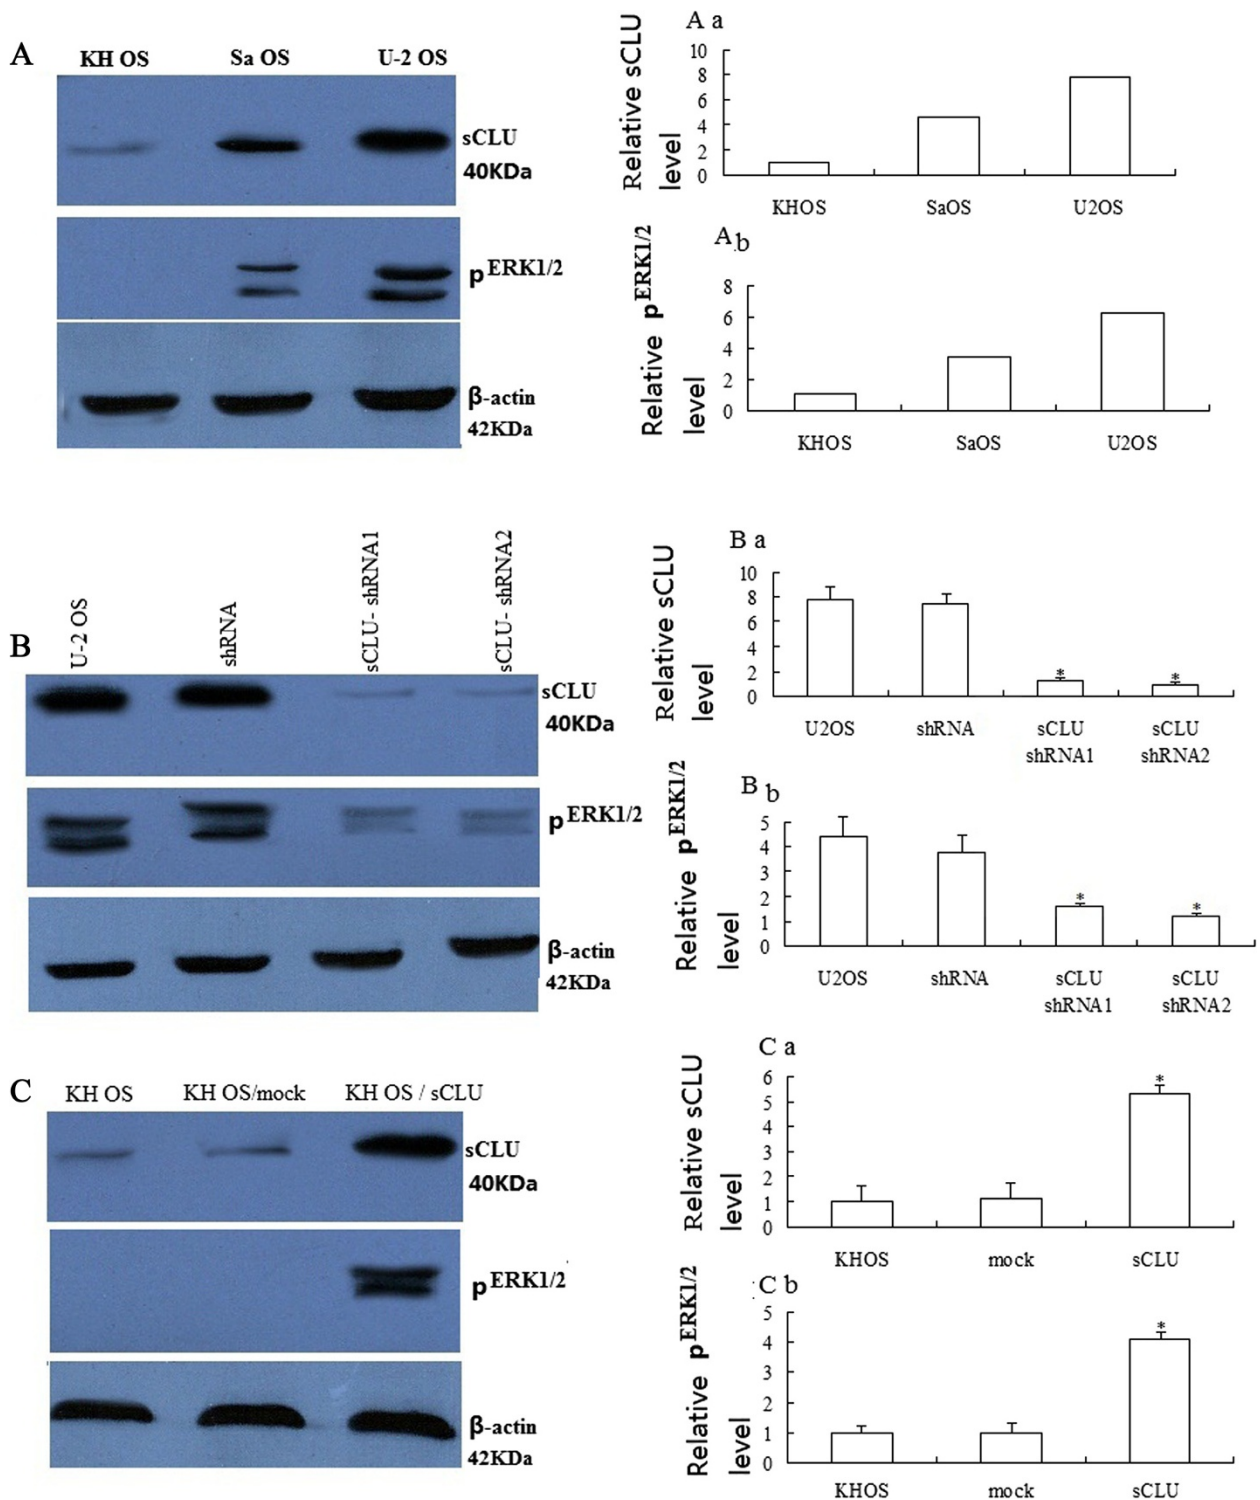 A
KH OS Sa OS U-2 OS
sCLU
40KDa
pERK1/2
β-actin
42KDa
A a
Relative sCLU
level
10
8
6
4
2
0
KHOS SaOS U2OS
A b
Relative pERK1/2
level
8
6
4
2
0
KHOS SaOS U2OS
B
U-2 OS
shRNA
sCLU- shRNA1
sCLU- shRNA2
sCLU
40KDa
pERK1/2
β-actin
42KDa
B a
Relative sCLU
level
10
8
6
4
2
0
* *
U2OS shRNA sCLU sCLU
shRNA1 shRNA2
B b
Relative pERK1/2
level
5
4
3
2
1
0
* *
U2OS shRNA sCLU sCLU
shRNA1 shRNA2
C
KH OS KH OS/mock KH OS / sCLU
sCLU
40KDa
pERK1/2
β-actin
42KDa
C a
Relative sCLU
level
6
5
4
3
2
1
0
*
KHOS mock sCLU
C b
Relative pERK1/2
level
5
4
3
2
1
0
*
KHOS mock sCLU